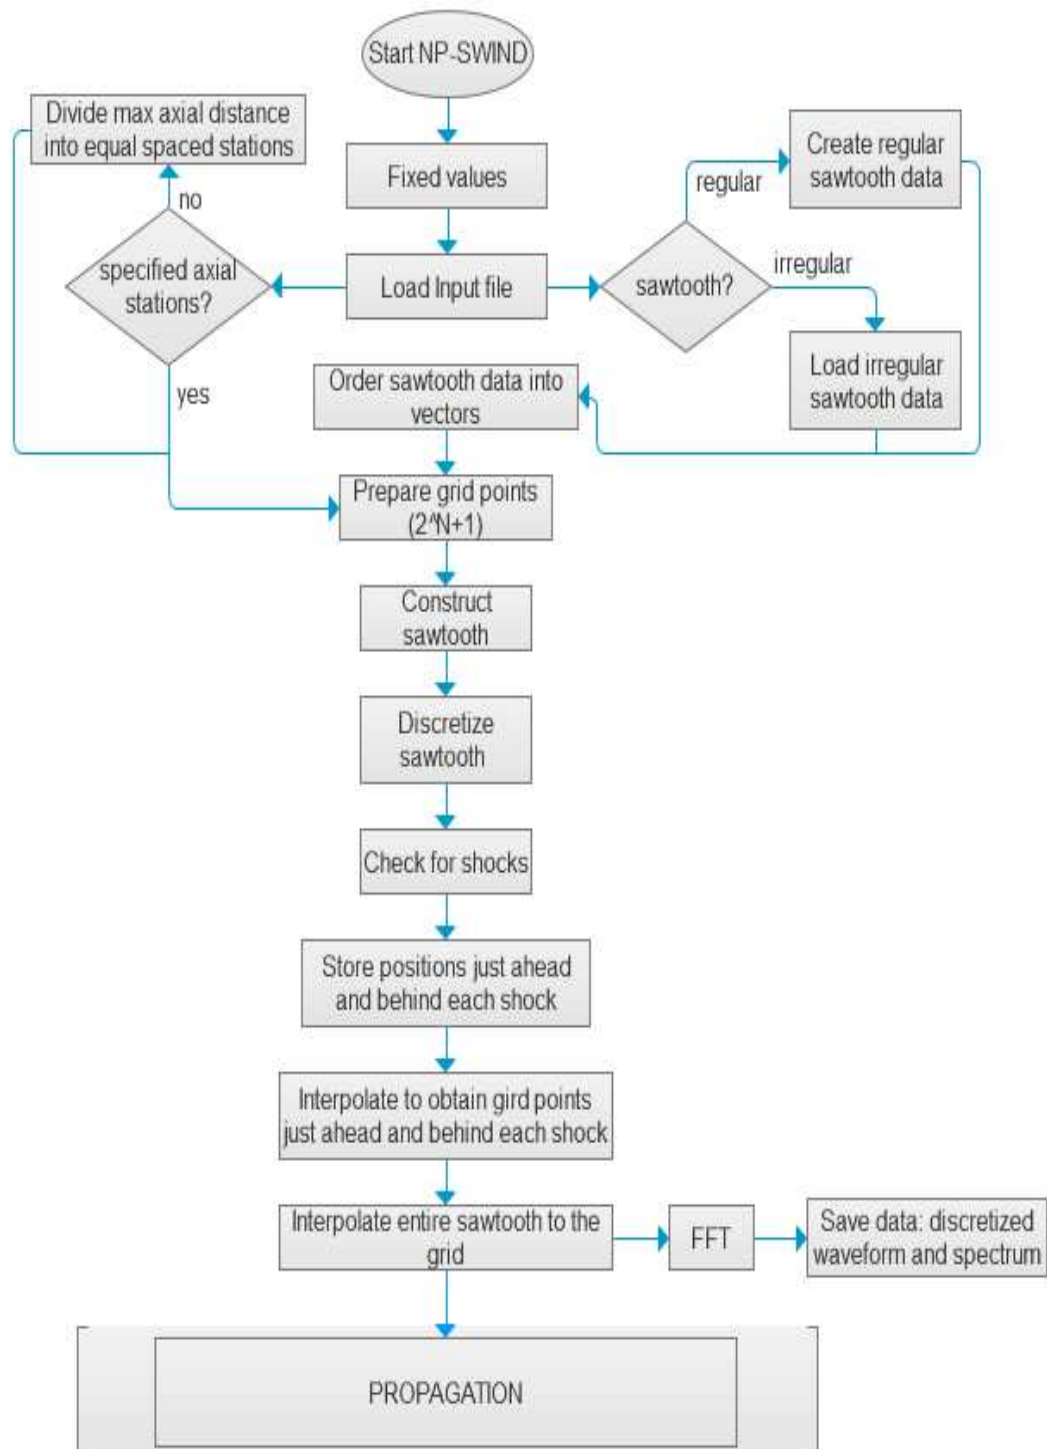 Start NP-SWIND
Divide max axial distance
into equal spaced stations
Fixed values
Create regular
sawtooth data
regular
no
specified axial
stations?
Load Input file
sawtooth?
irregular
Order sawtooth data into
vectors
Load irregular
sawtooth data
yes
Prepare grid points
(2^N+1)
Construct
sawtooth
Discretize
sawtooth
Check for shocks
Store positions just ahead
and behind each shock
Interpolate to obtain gird points
just ahead and behind each shock
Interpolate entire sawtooth to the
grid
FFT
Save data: discretized
waveform and spectrum
PROPAGATION